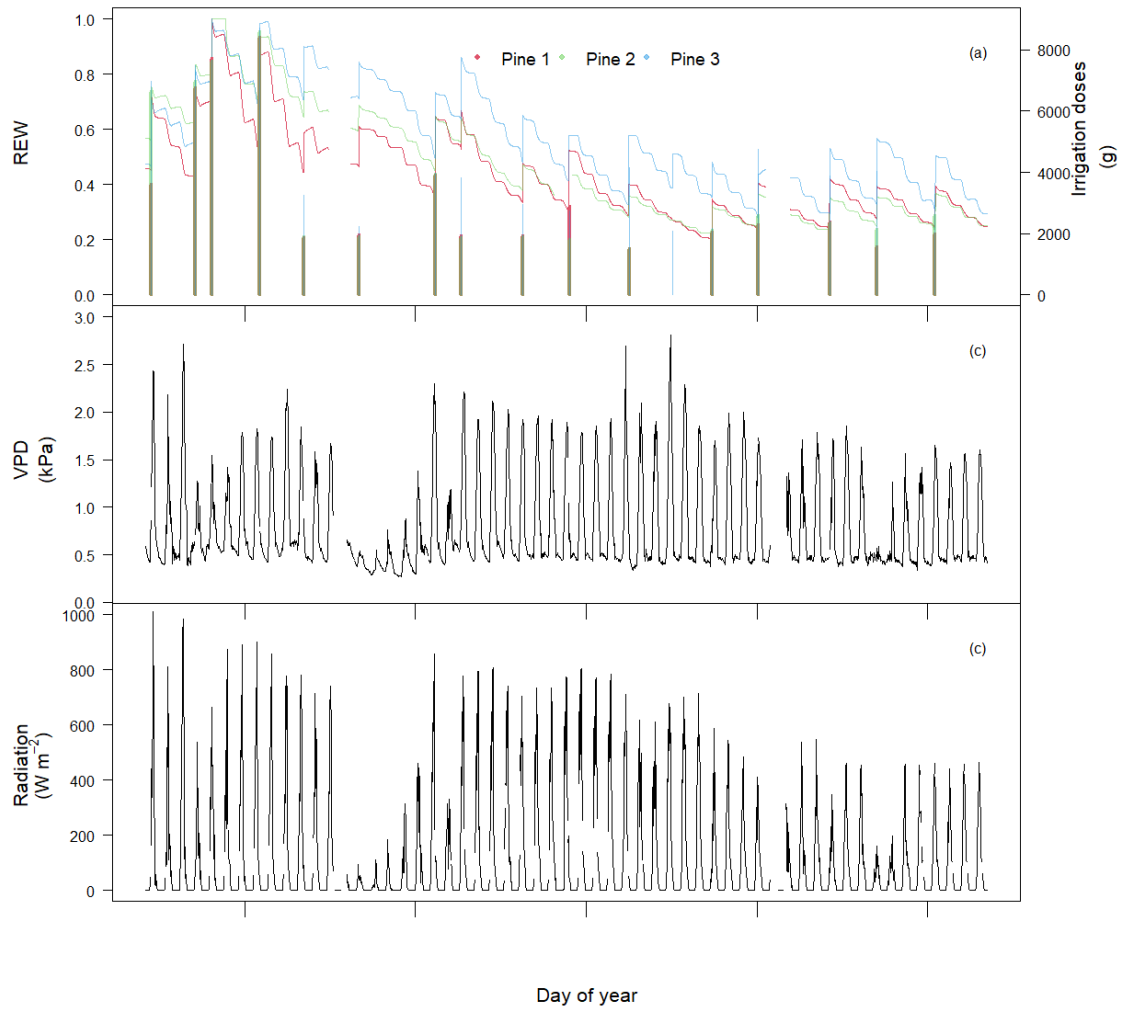 1.0
0.8
0.6
0.4
0.2
0.0
REW
Pine 1 Pine 2 Pine 3
(a)
8000
6000
4000
2000
0
Irrigation doses
(g)
3.0
2.5
2.0
1.5
1.0
0.5
0.0
VPD
(kPa)
(c)
1000
800
600
400
200
0
Radiation
(W m⁻²)
(c)
Day of year